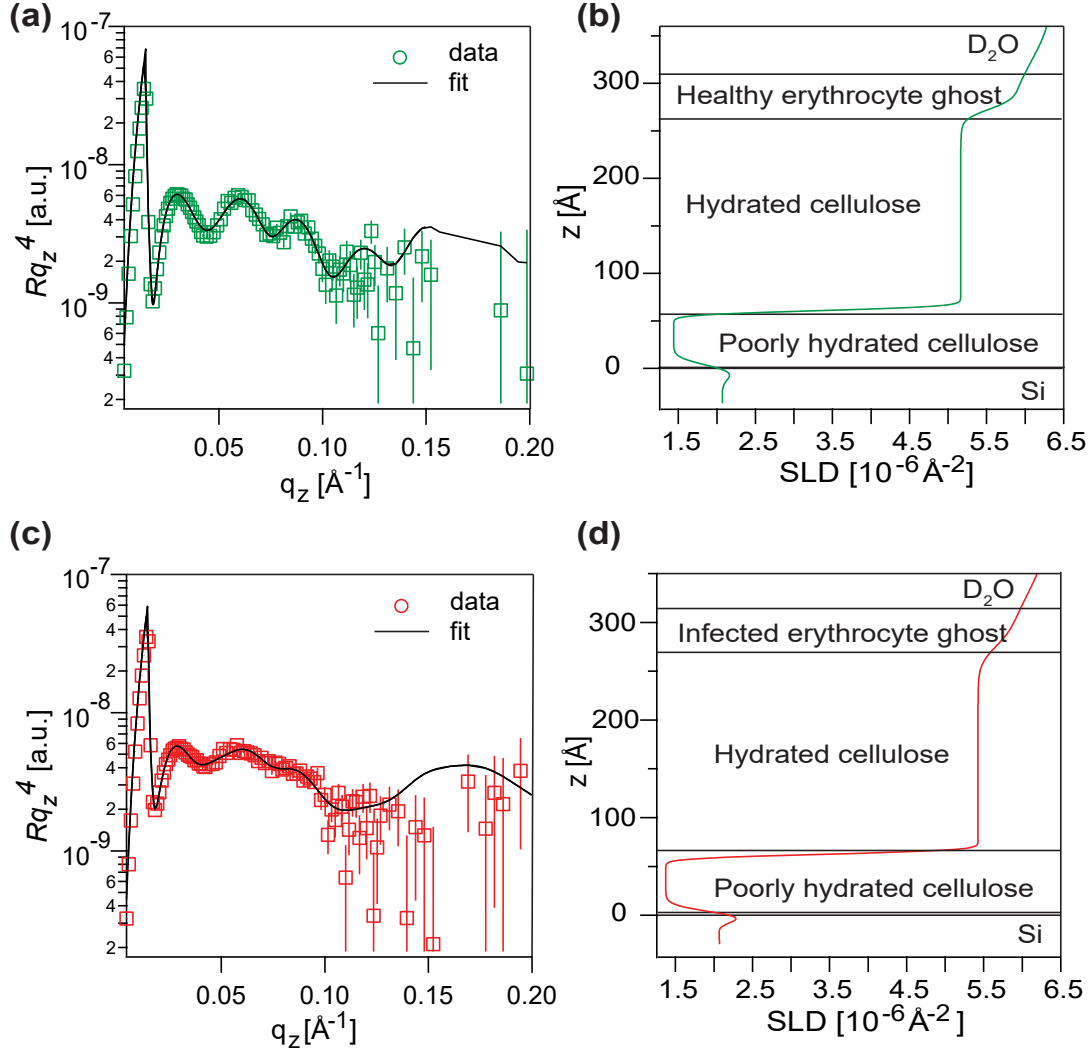 (a)
10⁻⁷
6
4
2
10⁻⁸
6
4
2
10⁻⁹
6
4
2
Rq_z⁴ [a.u.]
data
fit
0.05 0.10 0.15 0.20
q_z [Å⁻¹]
(b)
D₂O
Healthy erythrocyte ghost
Hydrated cellulose
Poorly hydrated cellulose
Si
300
200
100
0
z [Å]
1.5 2.5 3.5 4.5 5.5 6.5
SLD [10⁻⁶ Å⁻²]
(c)
10⁻⁷
6
4
2
10⁻⁸
6
4
2
10⁻⁹
6
4
2
Rq_z⁴ [a.u.]
data
fit
0.05 0.10 0.15 0.20
q_z [Å⁻¹]
(d)
D₂O
Infected erythrocyte ghost
Hydrated cellulose
Poorly hydrated cellulose
Si
300
200
100
0
z [Å]
1.5 2.5 3.5 4.5 5.5 6.5
SLD [10⁻⁶ Å⁻²]